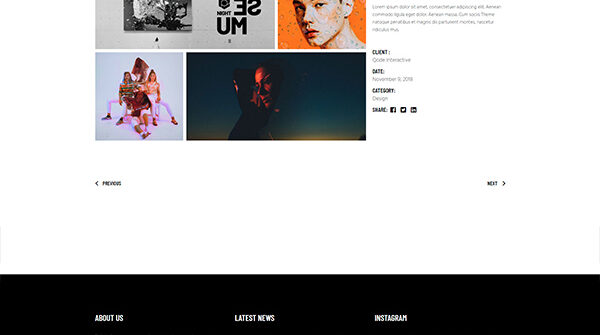 Lorem ipsum dolor sit amet, consectetuer adipiscing elit. Aenean
commodo ligula eget dolor. Aenean massa. Cum sociis Theme
natoque penatibus et magnis dis parturient montes, nascetur
ridiculus mus.
CLIENT :
Qode Interactive
DATE:
November 9, 2018
CATEGORY:
Design
SHARE:
NIGHT
MU
SE
UM
PREVIOUS
NEXT
ABOUT US
LATEST NEWS
INSTAGRAM